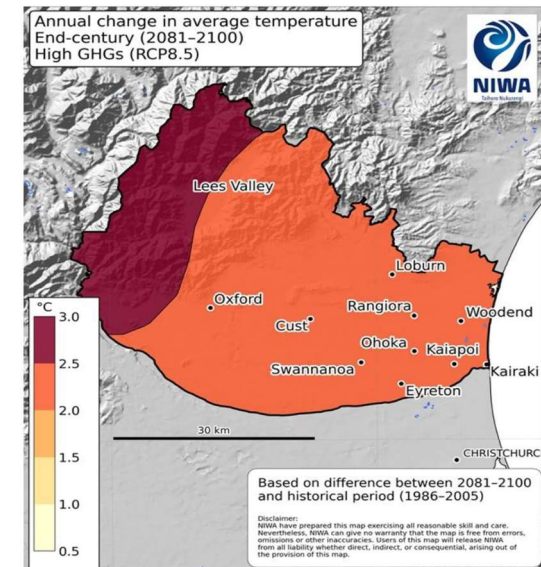 Annual change in average temperature
End-century (2081–2100)
High GHGs (RCP8.5)
NIWA
Taihoro Nukurangi
Lees Valley
Loburn
Oxford
Rangiora
Woodend
Cust
Ohoka
Kaiapoi
Swannanoa
Kairaki
Eyreton
°C
3.0
2.5
2.0
1.5
1.0
0.5
30 km
CHRISTCHURC
Based on difference between 2081–2100
and historical period (1986–2005)
Disclaimer:
NIWA have prepared this map exercising all reasonable skill and care.
Nevertheless, NIWA can give no warranty that the map is free from errors,
omissions or other inaccuracies. Users of this map will release NIWA
from all liability whether direct, indirect, or consequential, arising out of
the provision of this map.